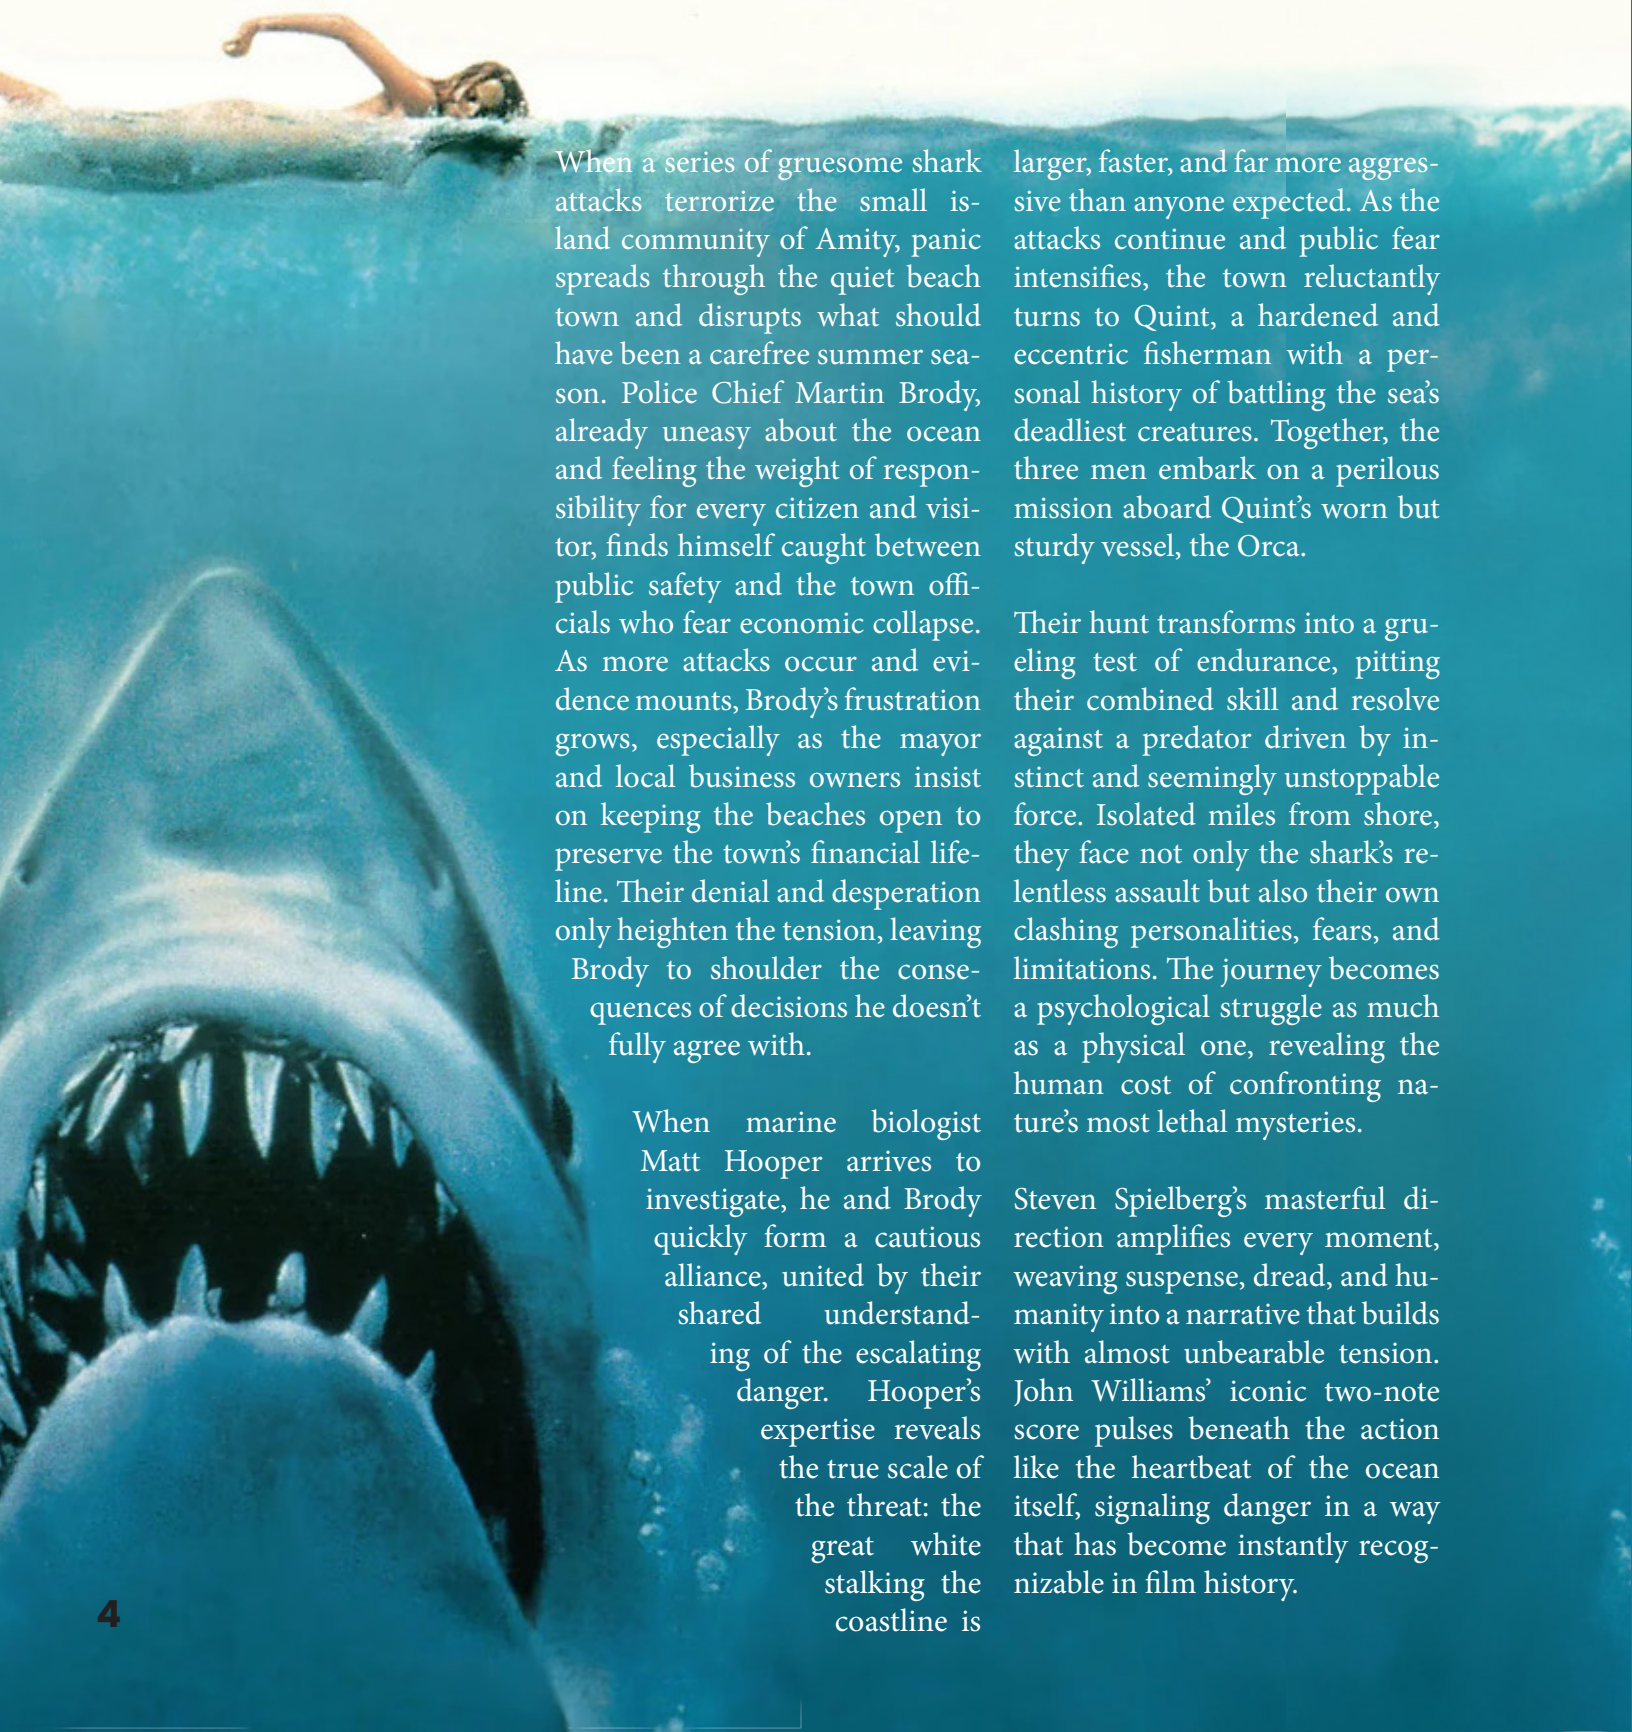 When a series of gruesome shark
attacks terrorize the small is-
land community of Amity, panic
spreads through the quiet beach
town and disrupts what should
have been a carefree summer sea-
son. Police Chief Martin Brody,
already uneasy about the ocean
and feeling the weight of respon-
sibility for every citizen and visi-
tor, finds himself caught between
public safety and the town offi-
cials who fear economic collapse.
As more attacks occur and evi-
dence mounts, Brody’s frustration
grows, especially as the mayor
and local business owners insist
on keeping the beaches open to
preserve the town’s financial life-
line. Their denial and desperation
only heighten the tension, leaving
Brody to shoulder the conse-
quences of decisions he doesn’t
fully agree with.
When marine biologist
Matt Hooper arrives to
investigate, he and Brody
quickly form a cautious
alliance, united by their
shared understand-
ing of the escalating
danger. Hooper’s
expertise reveals
the true scale of
the threat: the
great white
stalking the
coastline is
larger, faster, and far more aggres-
sive than anyone expected. As the
attacks continue and public fear
intensifies, the town reluctantly
turns to Quint, a hardened and
eccentric fisherman with a per-
sonal history of battling the sea’s
deadliest creatures. Together, the
three men embark on a perilous
mission aboard Quint’s worn but
sturdy vessel, the Orca.
Their hunt transforms into a gru-
eling test of endurance, pitting
their combined skill and resolve
against a predator driven by in-
stinct and seemingly unstoppable
force. Isolated miles from shore,
they face not only the shark’s re-
lentless assault but also their own
clashing personalities, fears, and
limitations. The journey becomes
a psychological struggle as much
as a physical one, revealing the
human cost of confronting na-
ture’s most lethal mysteries.
Steven Spielberg’s masterful di-
rection amplifies every moment,
weaving suspense, dread, and hu-
manity into a narrative that builds
with almost unbearable tension.
John Williams’ iconic two-note
score pulses beneath the action
like the heartbeat of the ocean
itself, signaling danger in a way
that has become instantly recog-
nizable in film history.
4